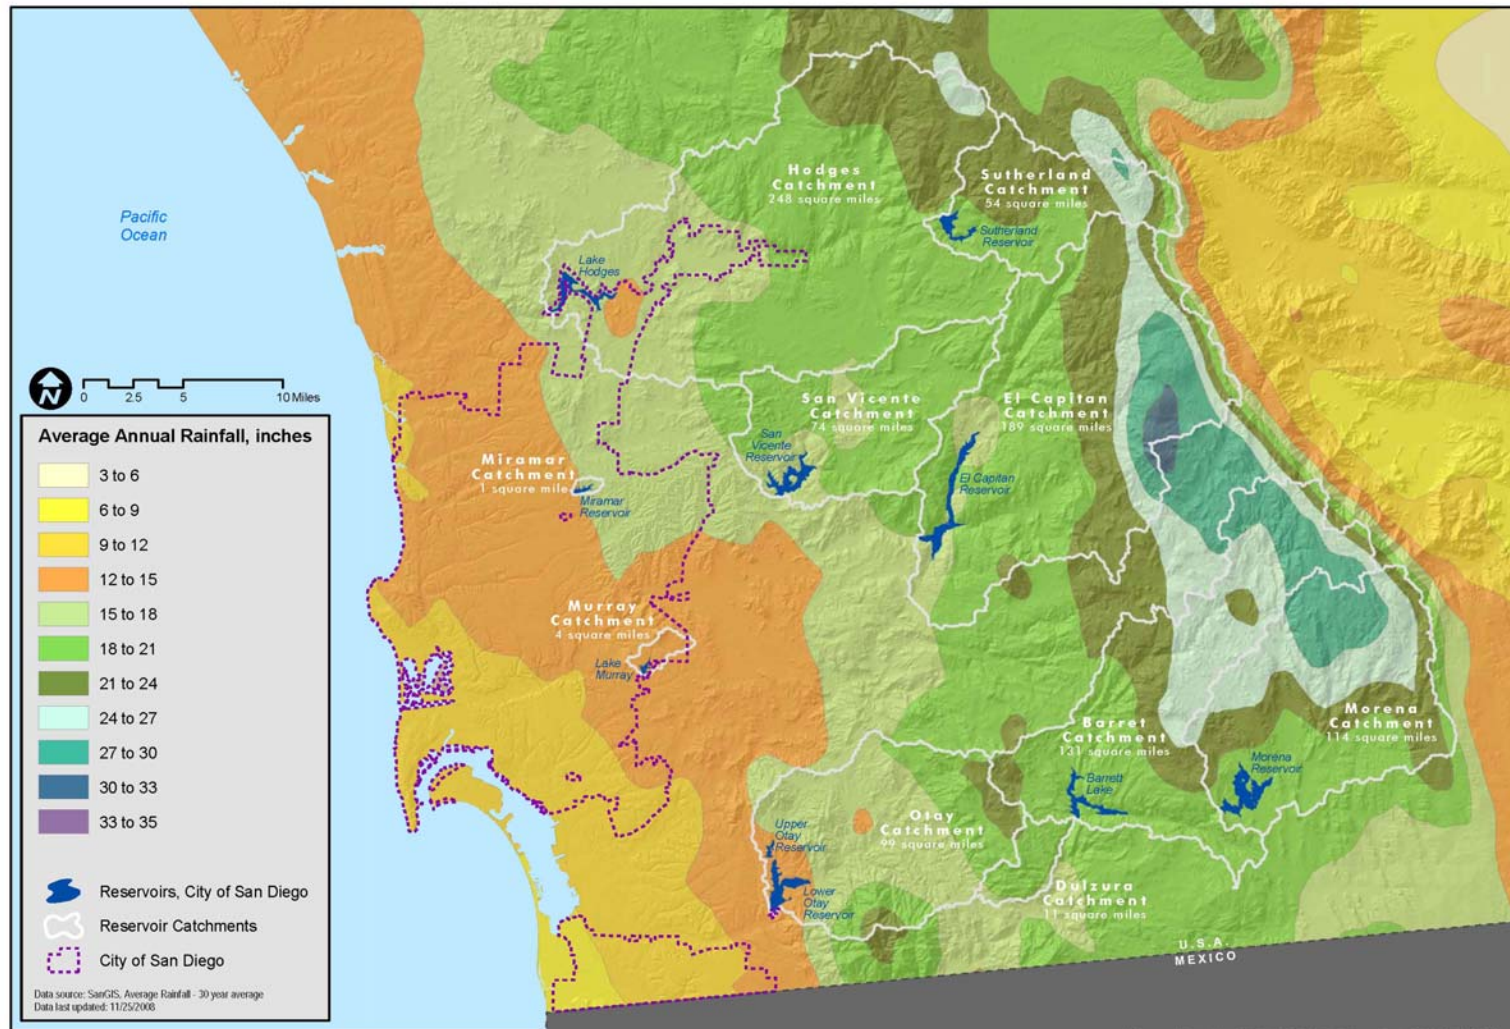 Pacific
Ocean
Hodges
Catchment
248 square miles
Sutherland
Catchment
54 square miles
Sutherland
Reservoir
Lake
Hodges
San Vicente
Catchment
74 square miles
El Capitan
Catchment
189 square miles
San
Vicente
Reservoir
El Capitan
Reservoir
Miramar
Catchment
1 square mile
Miramar
Reservoir
Murray
Catchment
4 square miles
Lake
Murray
Barret
Catchment
131 square miles
Morena
Catchment
114 square miles
Morena
Reservoir
Barrett
Lake
Otay
Catchment
99 square miles
Upper
Otay
Reservoir
Lower
Otay
Reservoir
Dulzura
Catchment
11 square miles
U.S.A.
MEXICO
N
0 2.5 5 10 Miles
Average Annual Rainfall, inches
3 to 6
6 to 9
9 to 12
12 to 15
15 to 18
18 to 21
21 to 24
24 to 27
27 to 30
30 to 33
33 to 35
Reservoirs, City of San Diego
Reservoir Catchments
City of San Diego
Data source: SanGIS, Average Rainfall - 30 year average
Data last updated: 11/25/2008